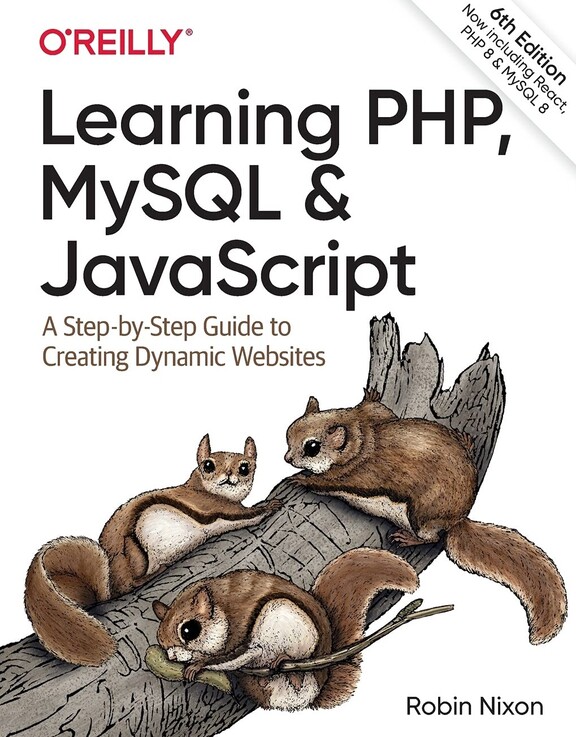 O'REILLY®
6th Edition
Now including React,
PHP 8 & MySQL 8
Learning PHP,
MySQL &
JavaScript
A Step-by-Step Guide to
Creating Dynamic Websites
Robin Nixon